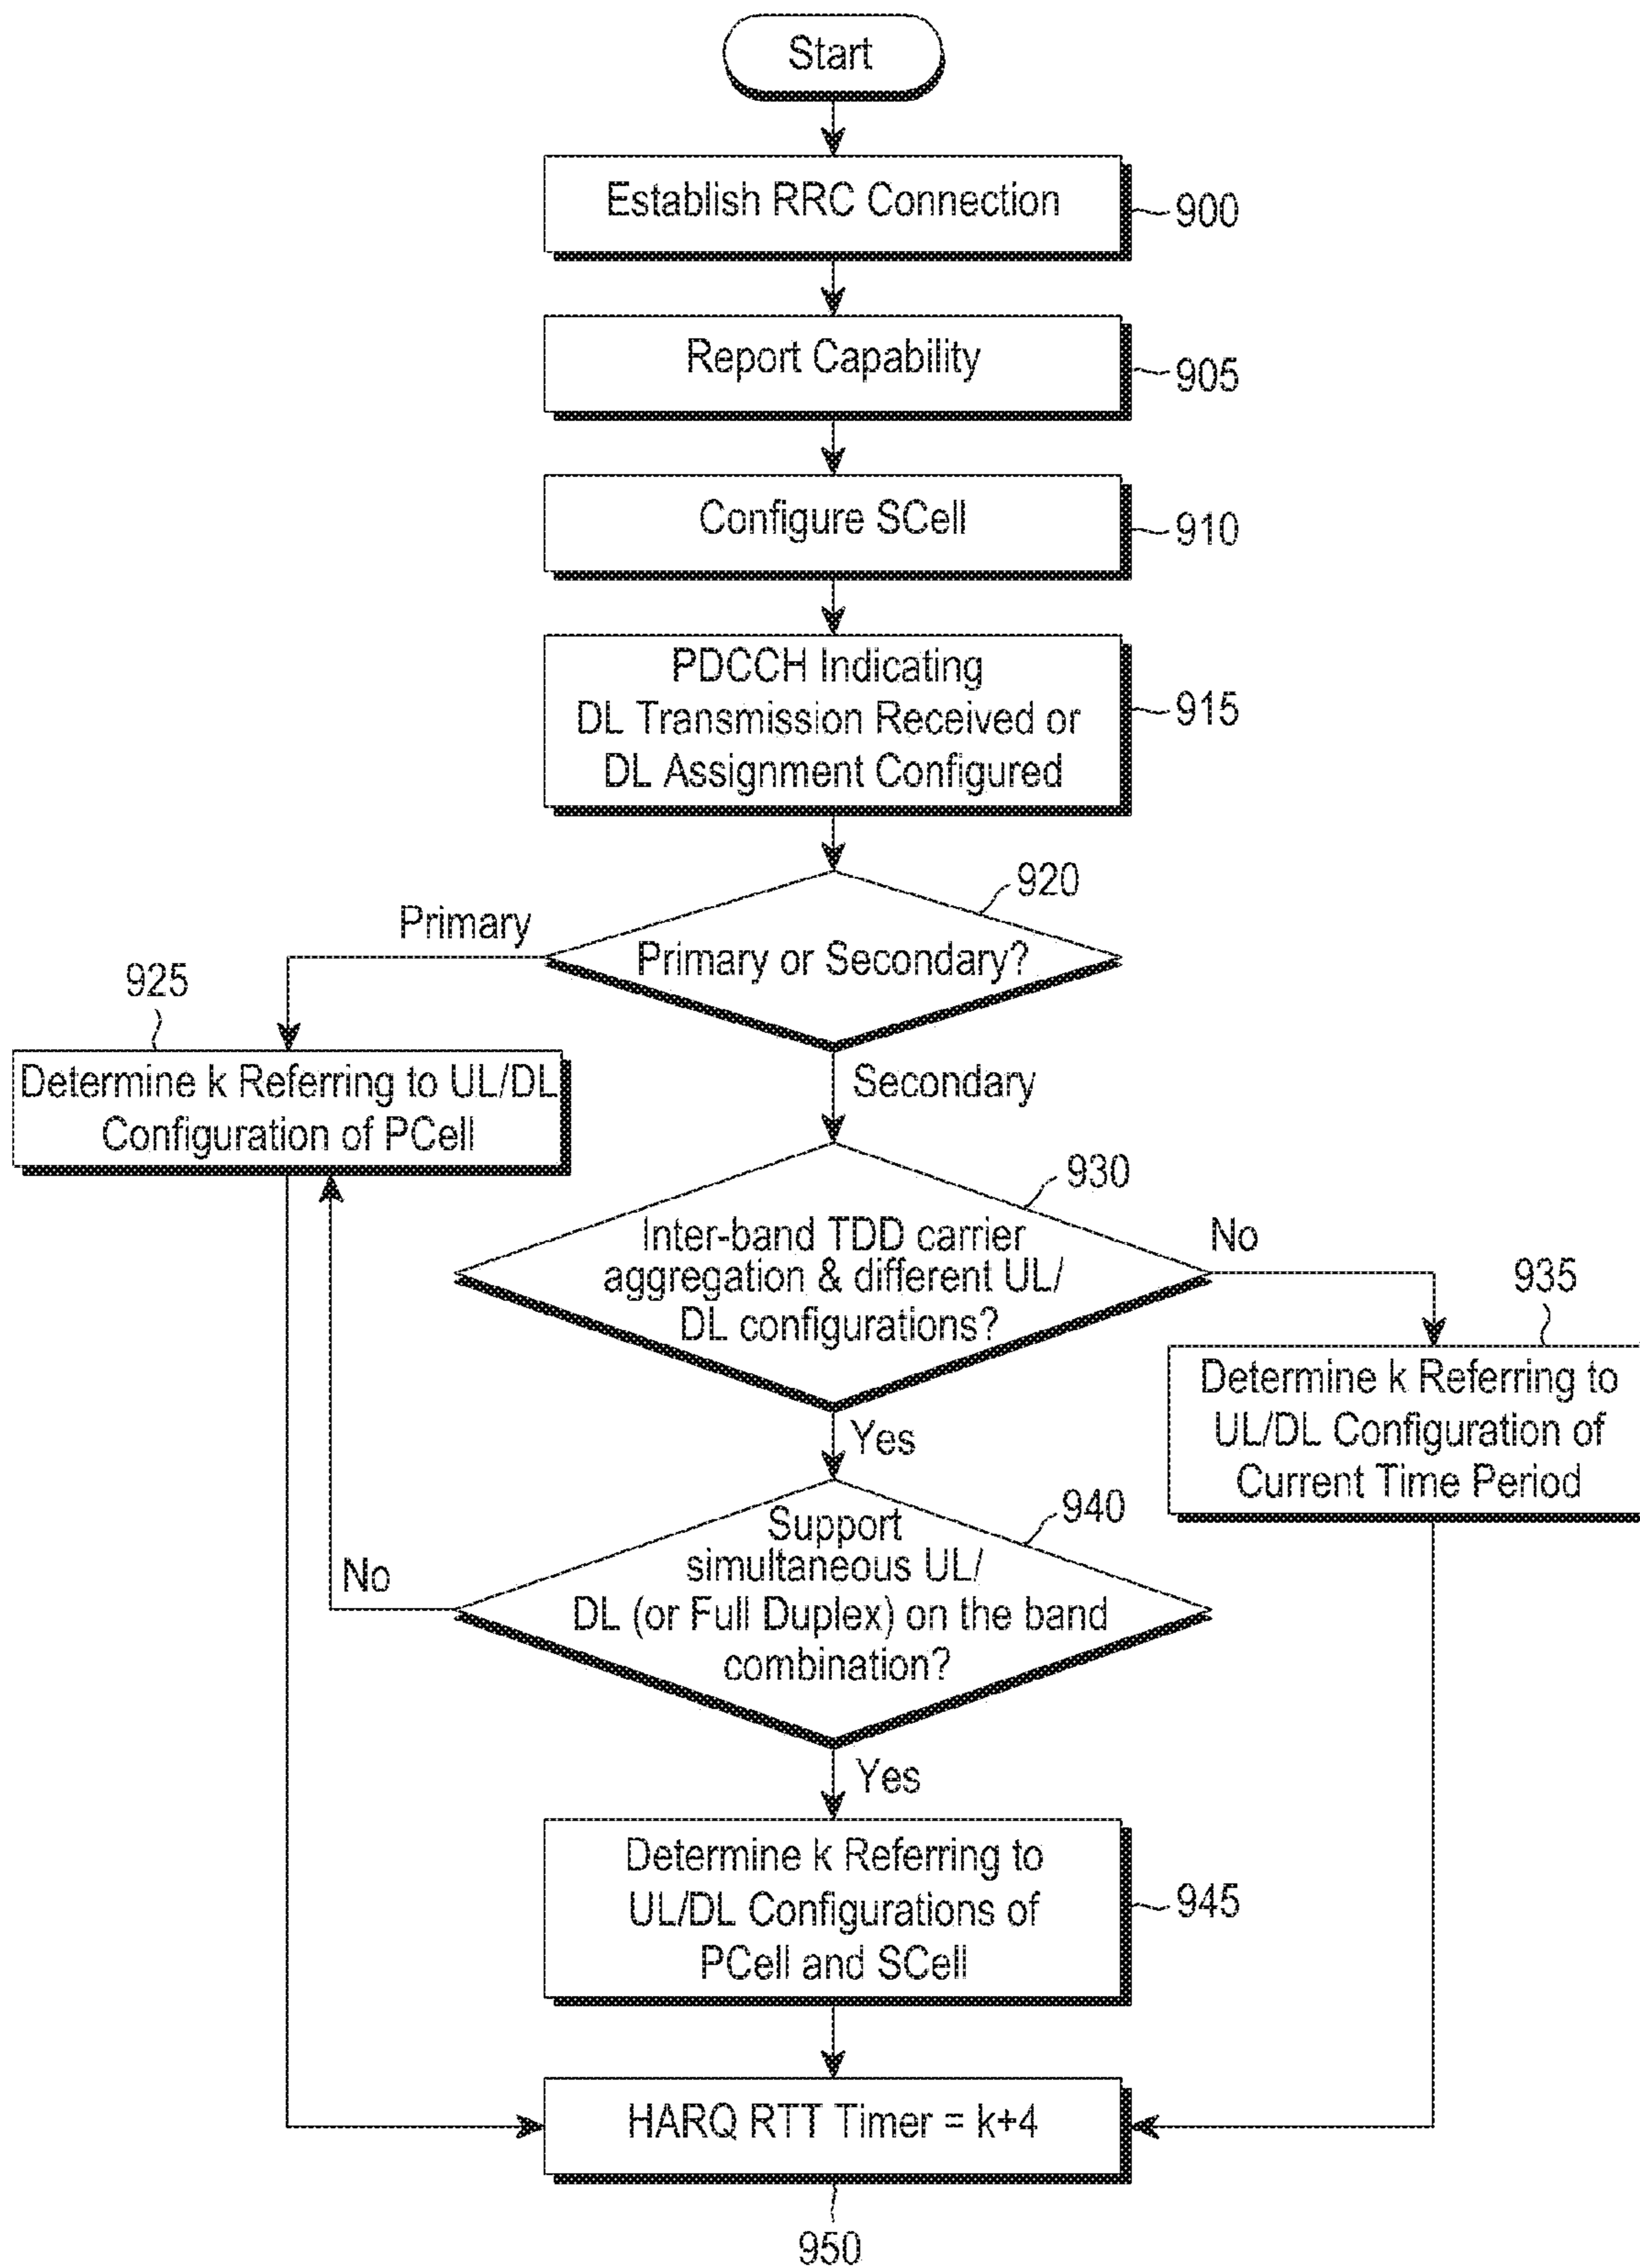 Start
Establish RRC Connection
900
Report Capability
905
Configure SCell
910
PDCCH Indicating
DL Transmission Received or
DL Assignment Configured
915
920
Primary
Primary or Secondary?
925
Determine k Referring to UL/DL
Configuration of PCell
Secondary
930
Inter-band TDD carrier
aggregation & different UL/
DL configurations?
No
935
Determine k Referring to
UL/DL Configuration of
Current Time Period
Yes
940
Support
simultaneous UL/
DL (or Full Duplex) on the band
combination?
No
Yes
Determine k Referring to
UL/DL Configurations of
PCell and SCell
945
HARQ RTT Timer = k+4
950